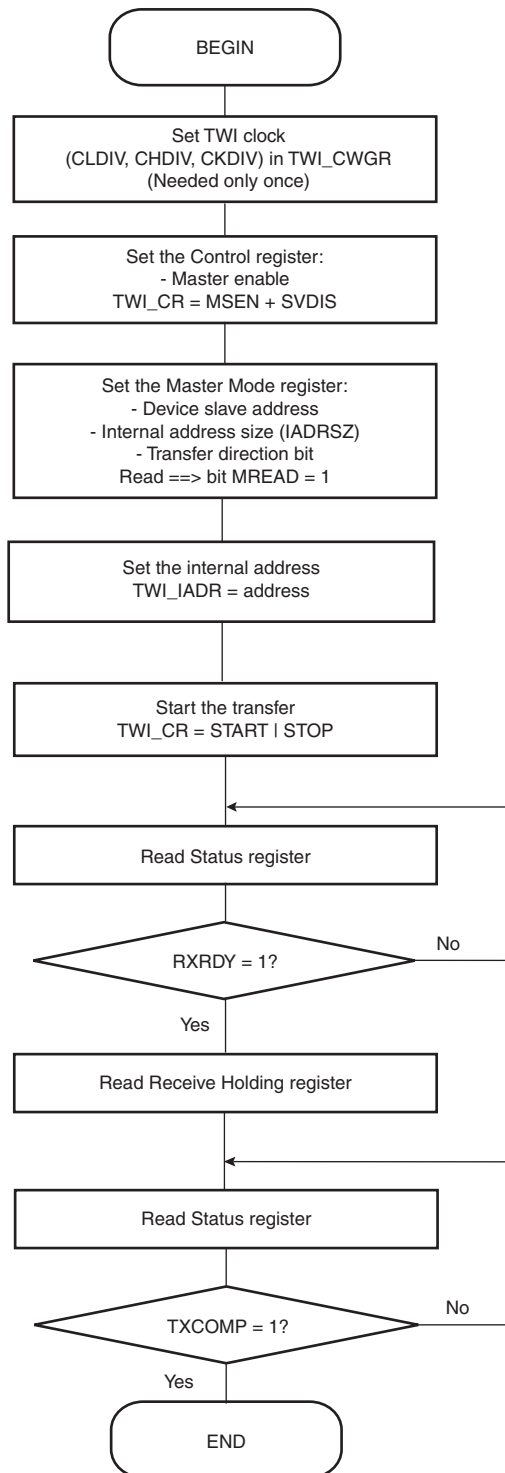 BEGIN
Set TWI clock
(CLDIV, CHDIV, CKDIV) in TWI_CWGR
(Needed only once)
Set the Control register:
- Master enable
TWI_CR = MSEN + SVDIS
Set the Master Mode register:
- Device slave address
- Internal address size (IADRSZ)
- Transfer direction bit
Read ==> bit MREAD = 1
Set the internal address
TWI_IADR = address
Start the transfer
TWI_CR = START | STOP
Read Status register
RXRDY = 1?
No
Yes
Read Receive Holding register
Read Status register
TXCOMP = 1?
No
Yes
END